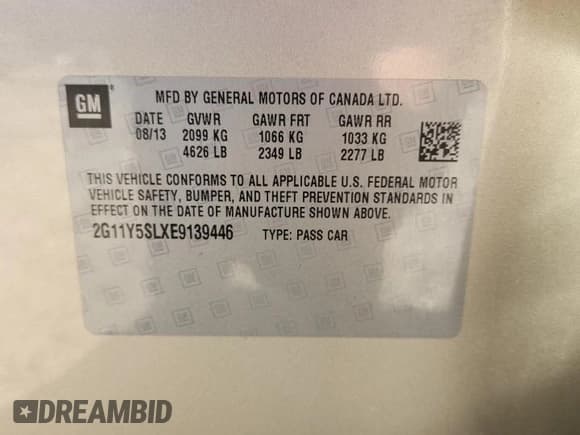 GM
MFD BY GENERAL MOTORS OF CANADA LTD.
DATE GVWR GAWR FRT GAWR RR
08/13 2099 KG 1066 KG 1033 KG
4626 LB 2349 LB 2277 LB
THIS VEHICLE CONFORMS TO ALL APPLICABLE U.S. FEDERAL MOTOR
VEHICLE SAFETY, BUMPER, AND THEFT PREVENTION STANDARDS IN
EFFECT ON THE DATE OF MANUFACTURE SHOWN ABOVE.
2G11Y5SLXE9139446 TYPE: PASS CAR
DREAMBID